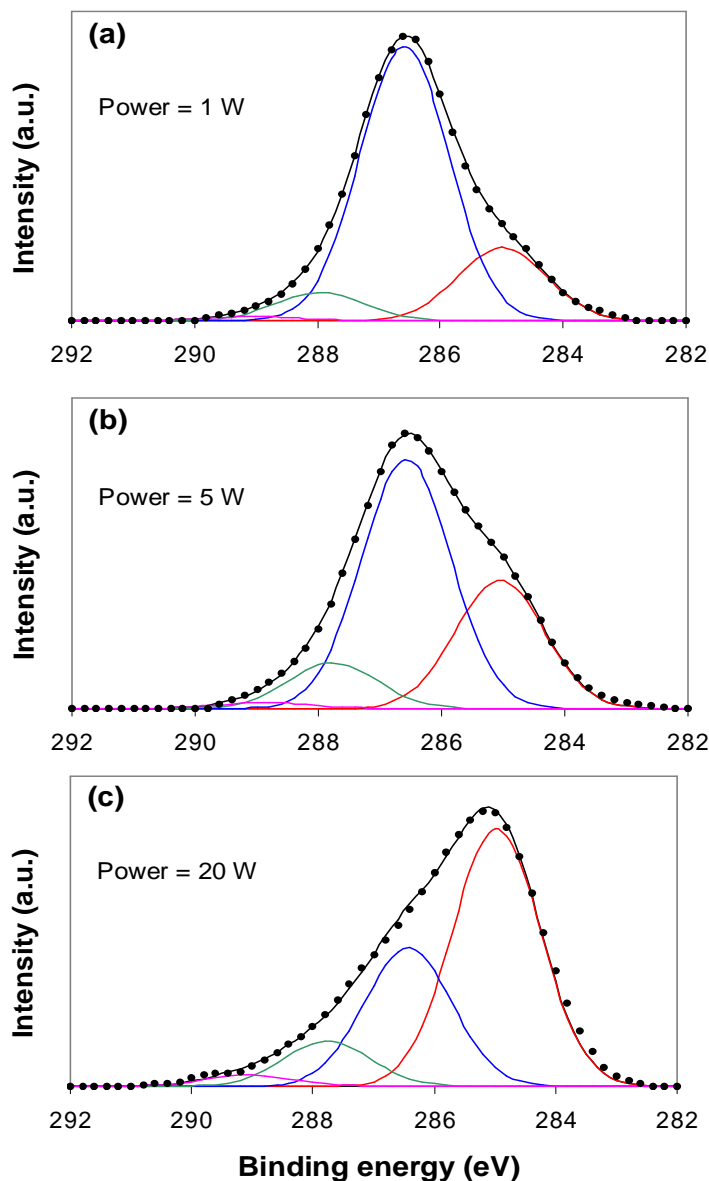 (a)
Power = 1 W
Intensity (a.u.)
292 290 288 286 284 282
(b)
Power = 5 W
Intensity (a.u.)
292 290 288 286 284 282
(c)
Power = 20 W
Intensity (a.u.)
292 290 288 286 284 282
Binding energy (eV)